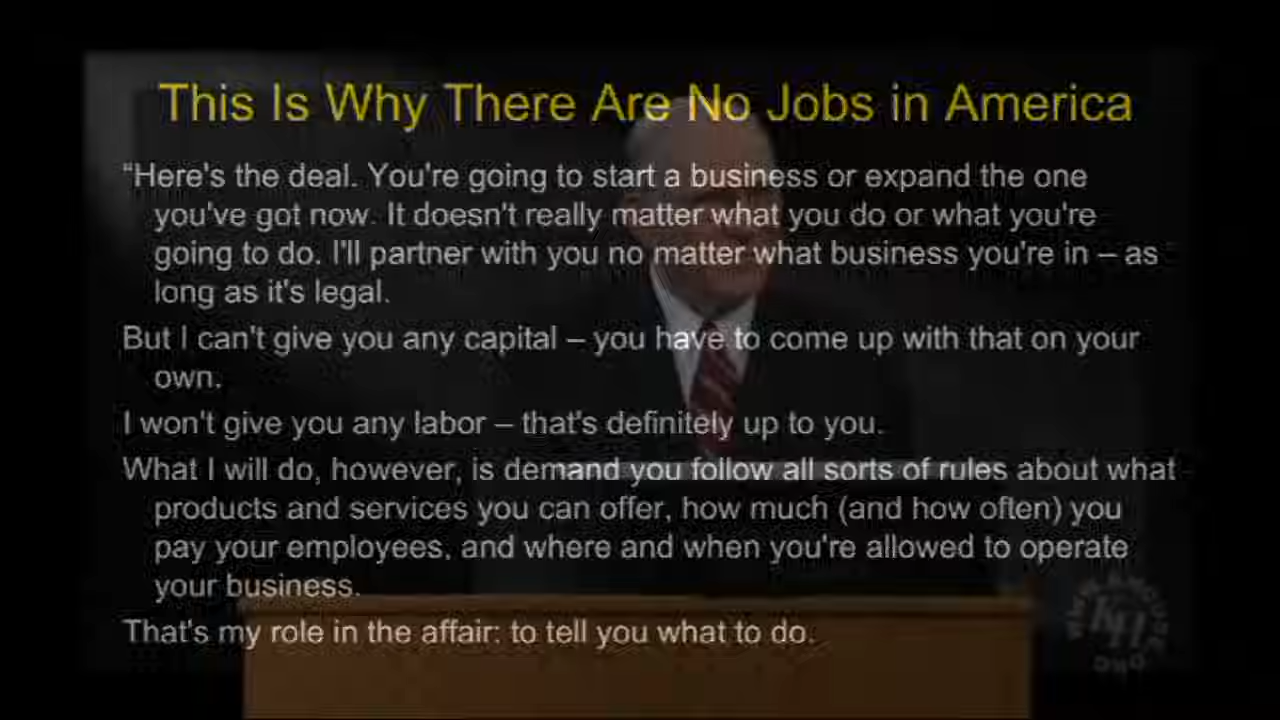 This Is Why There Are No Jobs in America
“Here's the deal. You're going to start a business or expand the one
you've got now. It doesn't really matter what you do or what you're
going to do. I'll partner with you no matter what business you're in – as
long as it's legal.
But I can't give you any capital – you have to come up with that on your
own.
I won't give you any labor – that's definitely up to you.
What I will do, however, is demand you follow all sorts of rules about what
products and services you can offer, how much (and how often) you
pay your employees, and where and when you're allowed to operate
your business.
That's my role in the affair: to tell you what to do.